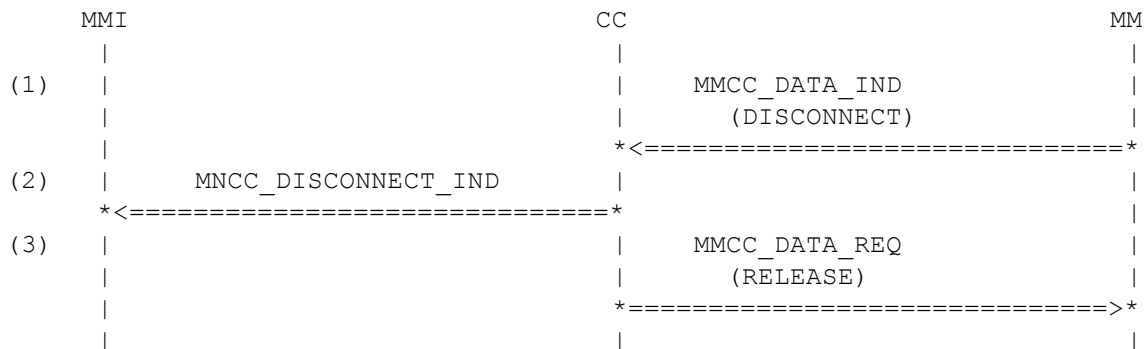 MMI CC MM
(1) MMCC_DATA_IND
(DISCONNECT)
(2) MNCC_DISCONNECT_IND
(3) MMCC_DATA_REQ
(RELEASE)